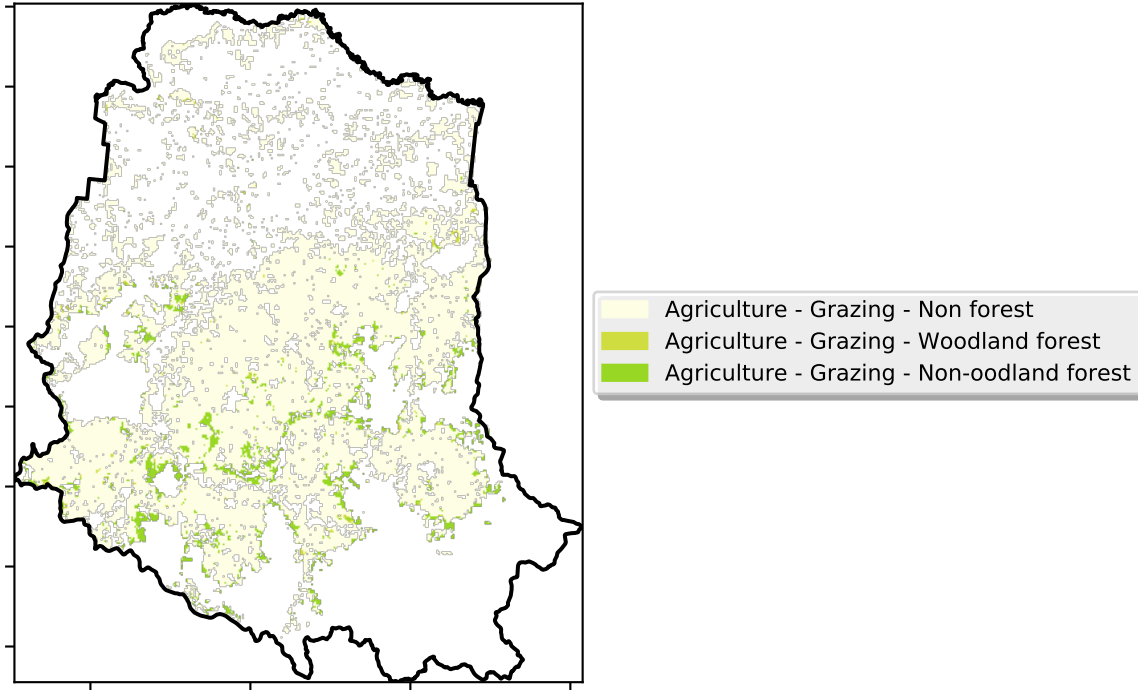 Agriculture - Grazing - Non forest
Agriculture - Grazing - Woodland forest
Agriculture - Grazing - Non-oodland forest